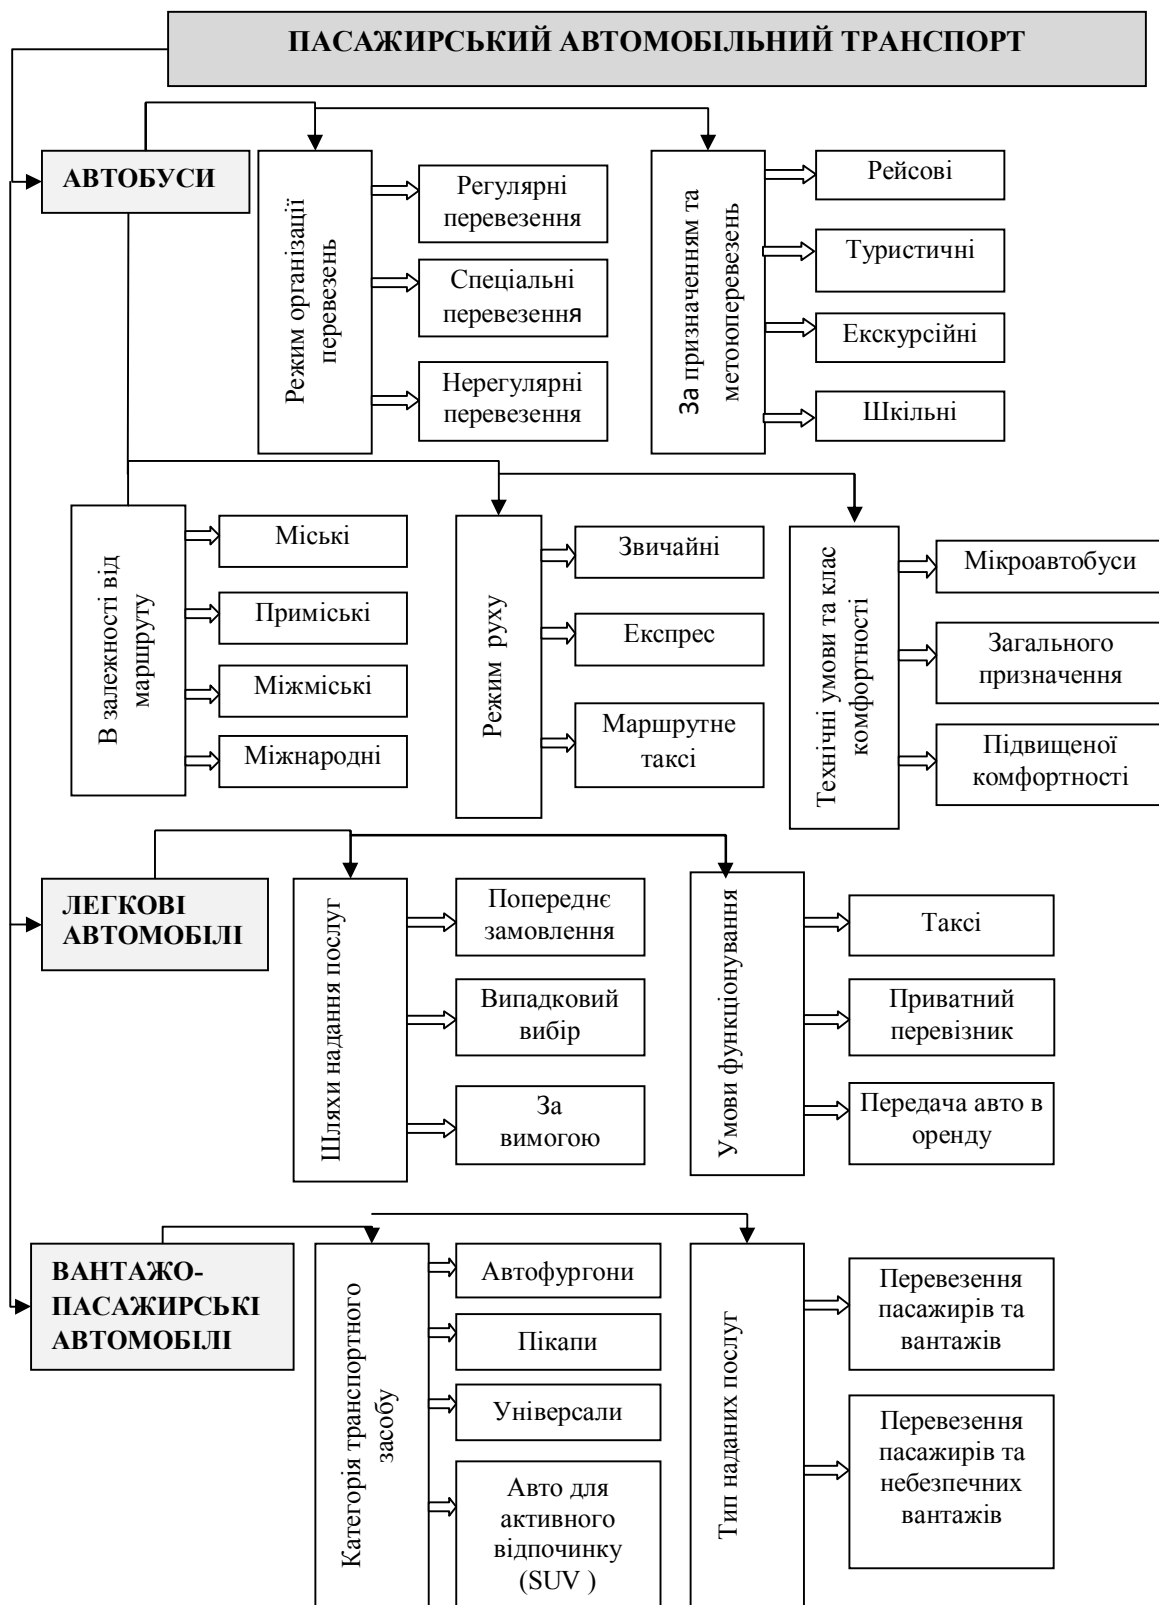 ПАСАЖИРСЬКИЙ АВТОМОБІЛЬНИЙ ТРАНСПОРТ
АВТОБУСИ
Режим організації
перевезень
Регулярні
перевезення
Спеціальні
перевезення
Нерегулярні
перевезення
За призначенням та
метоюперевезень
Рейсові
Туристичні
Екскурсійні
Шкільні
В залежності від
маршруту
Міські
Приміські
Міжміські
Міжнародні
Режим руху
Звичайні
Експрес
Маршрутне
таксі
Технічні умови та клас
комфортності
Мікроавтобуси
Загального
призначення
Підвищеної
комфортності
ЛЕГКОВІ
АВТОМОБІЛІ
Шляхи надання послуг
Попереднє
замовлення
Випадковий
вибір
За
вимогою
Умови функціонування
Таксі
Приватний
перевізник
Передача авто в
оренду
ВАНТАЖО-
ПАСАЖИРСЬКІ
АВТОМОБІЛІ
Категорія транспортного
засобу
Автофургони
Пікапи
Універсали
Авто для
активного
відпочинку
(SUV )
Тип наданих послуг
Перевезення
пасажирів та
вантажів
Перевезення
пасажирів та
небезпечних
вантажів